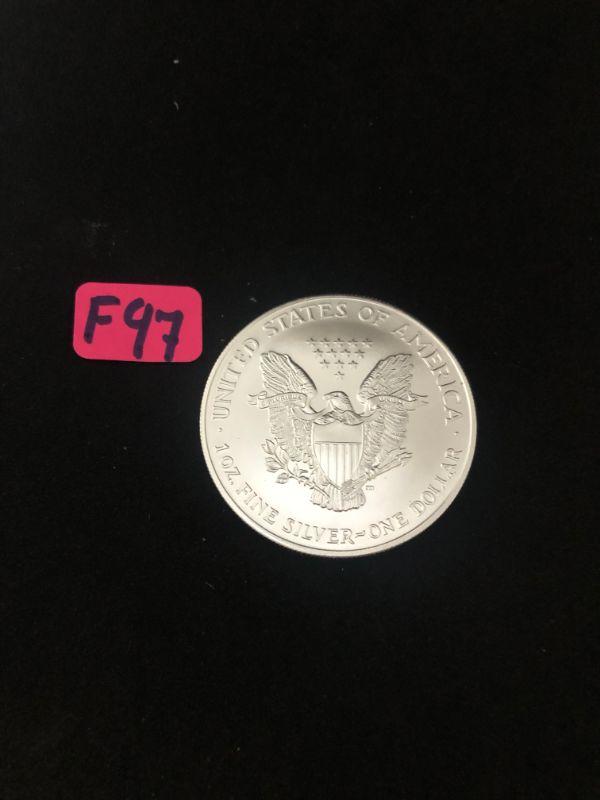 F97
UNITED STATES OF AMERICA
1 OZ. FINE SILVER~ONE DOLLAR